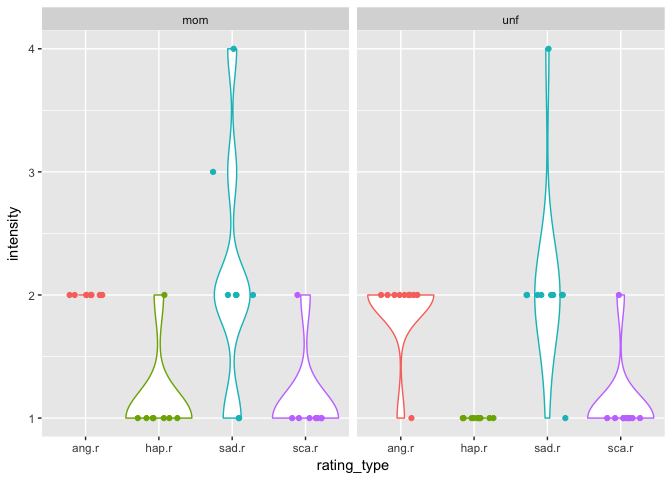 mom unf
intensity
4
3
2
1
ang.r hap.r sad.r sca.r ang.r hap.r sad.r sca.r
rating_type